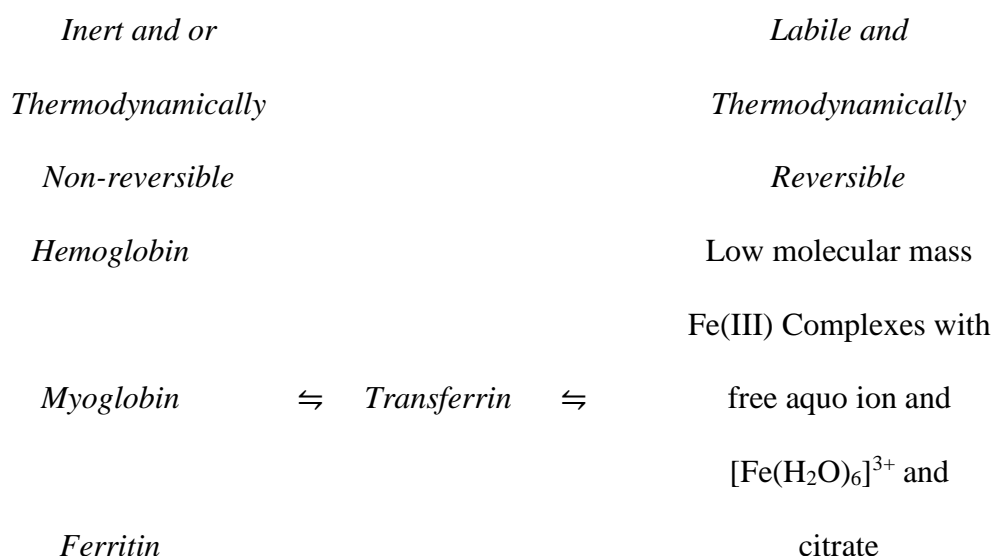 Inert and or Labile and
Thermodynamically Thermodynamically
Non-reversible Reversible
Hemoglobin Low molecular mass
Fe(III) Complexes with
Myoglobin ⇋ Transferrin ⇋ free aquo ion and
[Fe(H₂O)₆]³⁺ and
Ferritin citrate